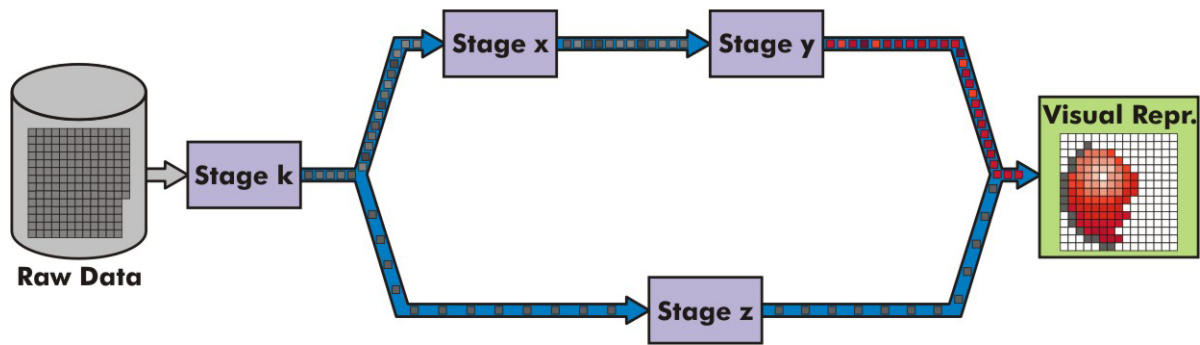 Stage x
Stage y
Visual Repr.
Stage k
Raw Data
Stage z